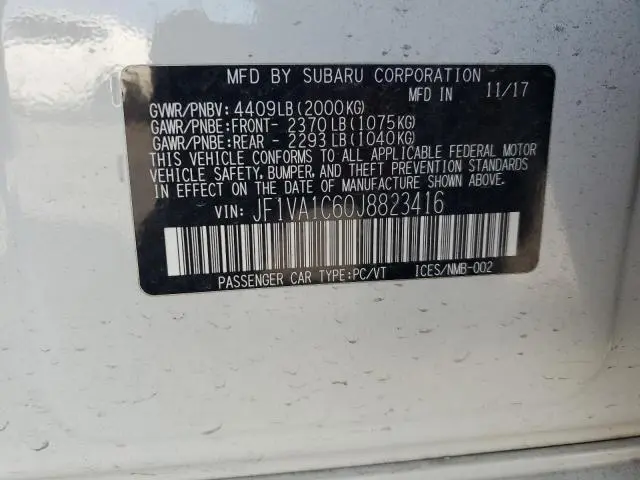 MFD BY SUBARU CORPORATION
MFD IN 11/17
GVWR/PNBV: 4409LB(2000KG)
GAWR/PNBE:FRONT- 2370 LB(1075KG)
GAWR/PNBE:REAR - 2293 LB(1040KG)
THIS VEHICLE CONFORMS TO ALL APPLICABLE FEDERAL MOTOR
VEHICLE SAFETY, BUMPER, AND THEFT PREVENTION STANDARDS
IN EFFECT ON THE DATE OF MANUFACTURE SHOWN ABOVE.
VIN: JF1VA1C60J8823416
PASSENGER CAR TYPE:PC/VT ICES/NMB-002